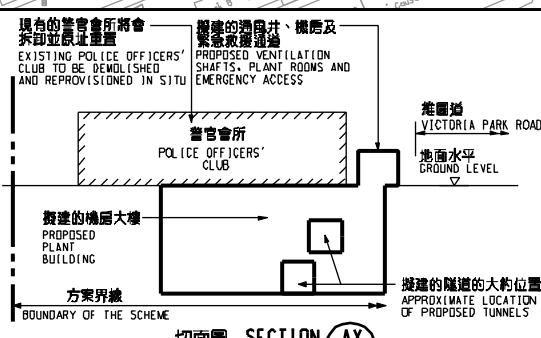 現有的警官會所將會
拆卸並原址重置
EXISTING POLICE OFFICERS'
CLUB TO BE DEMOLISHED
AND REPROVISIONED IN SITU
擬建的通風井、機房及
緊急救援通道
PROPOSED VENTILATION
SHAFTS, PLANT ROOMS AND
EMERGENCY ACCESS
維園道
VICTORIA PARK ROAD
地面水平
GROUND LEVEL
警官會所
POLICE OFFICERS'
CLUB
擬建的機房大樓
PROPOSED
PLANT
BUILDING
擬建的隧道的大約位置
APPROXIMATE LOCATION
OF PROPOSED TUNNELS
方案界線
BOUNDARY OF THE SCHEME
切面圖 SECTION AX